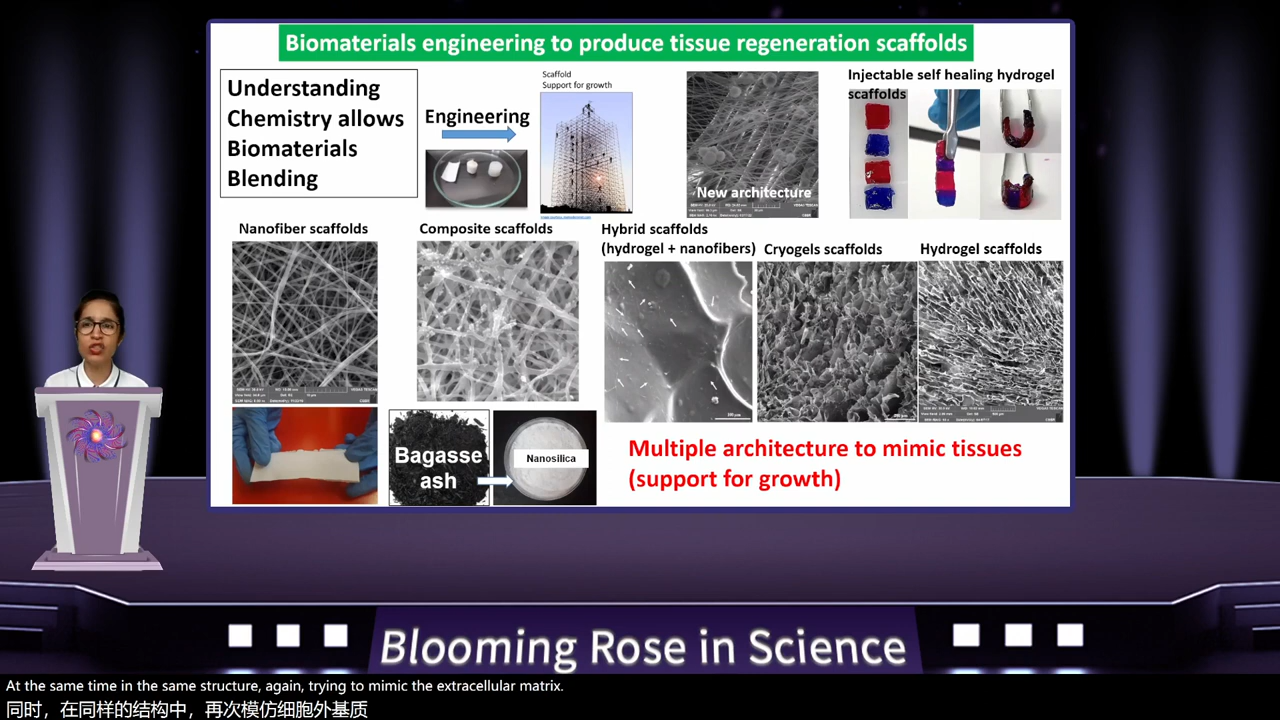 Biomaterials engineering to produce tissue regeneration scaffolds
Understanding
Chemistry allows
Biomaterials
Blending
Engineering
Scaffold
Support for growth
New architecture
Injectable self healing hydrogel
scaffolds
Nanofiber scaffolds
Composite scaffolds
Hybrid scaffolds
(hydrogel + nanofibers)
Cryogels scaffolds
Hydrogel scaffolds
Bagasse
ash
Nanosilica
Multiple architecture to mimic tissues
(support for growth)
Blooming Rose in Science
At the same time in the same structure, again, trying to mimic the extracellular matrix.
同时，在同样的结构中，再次模仿细胞外基质